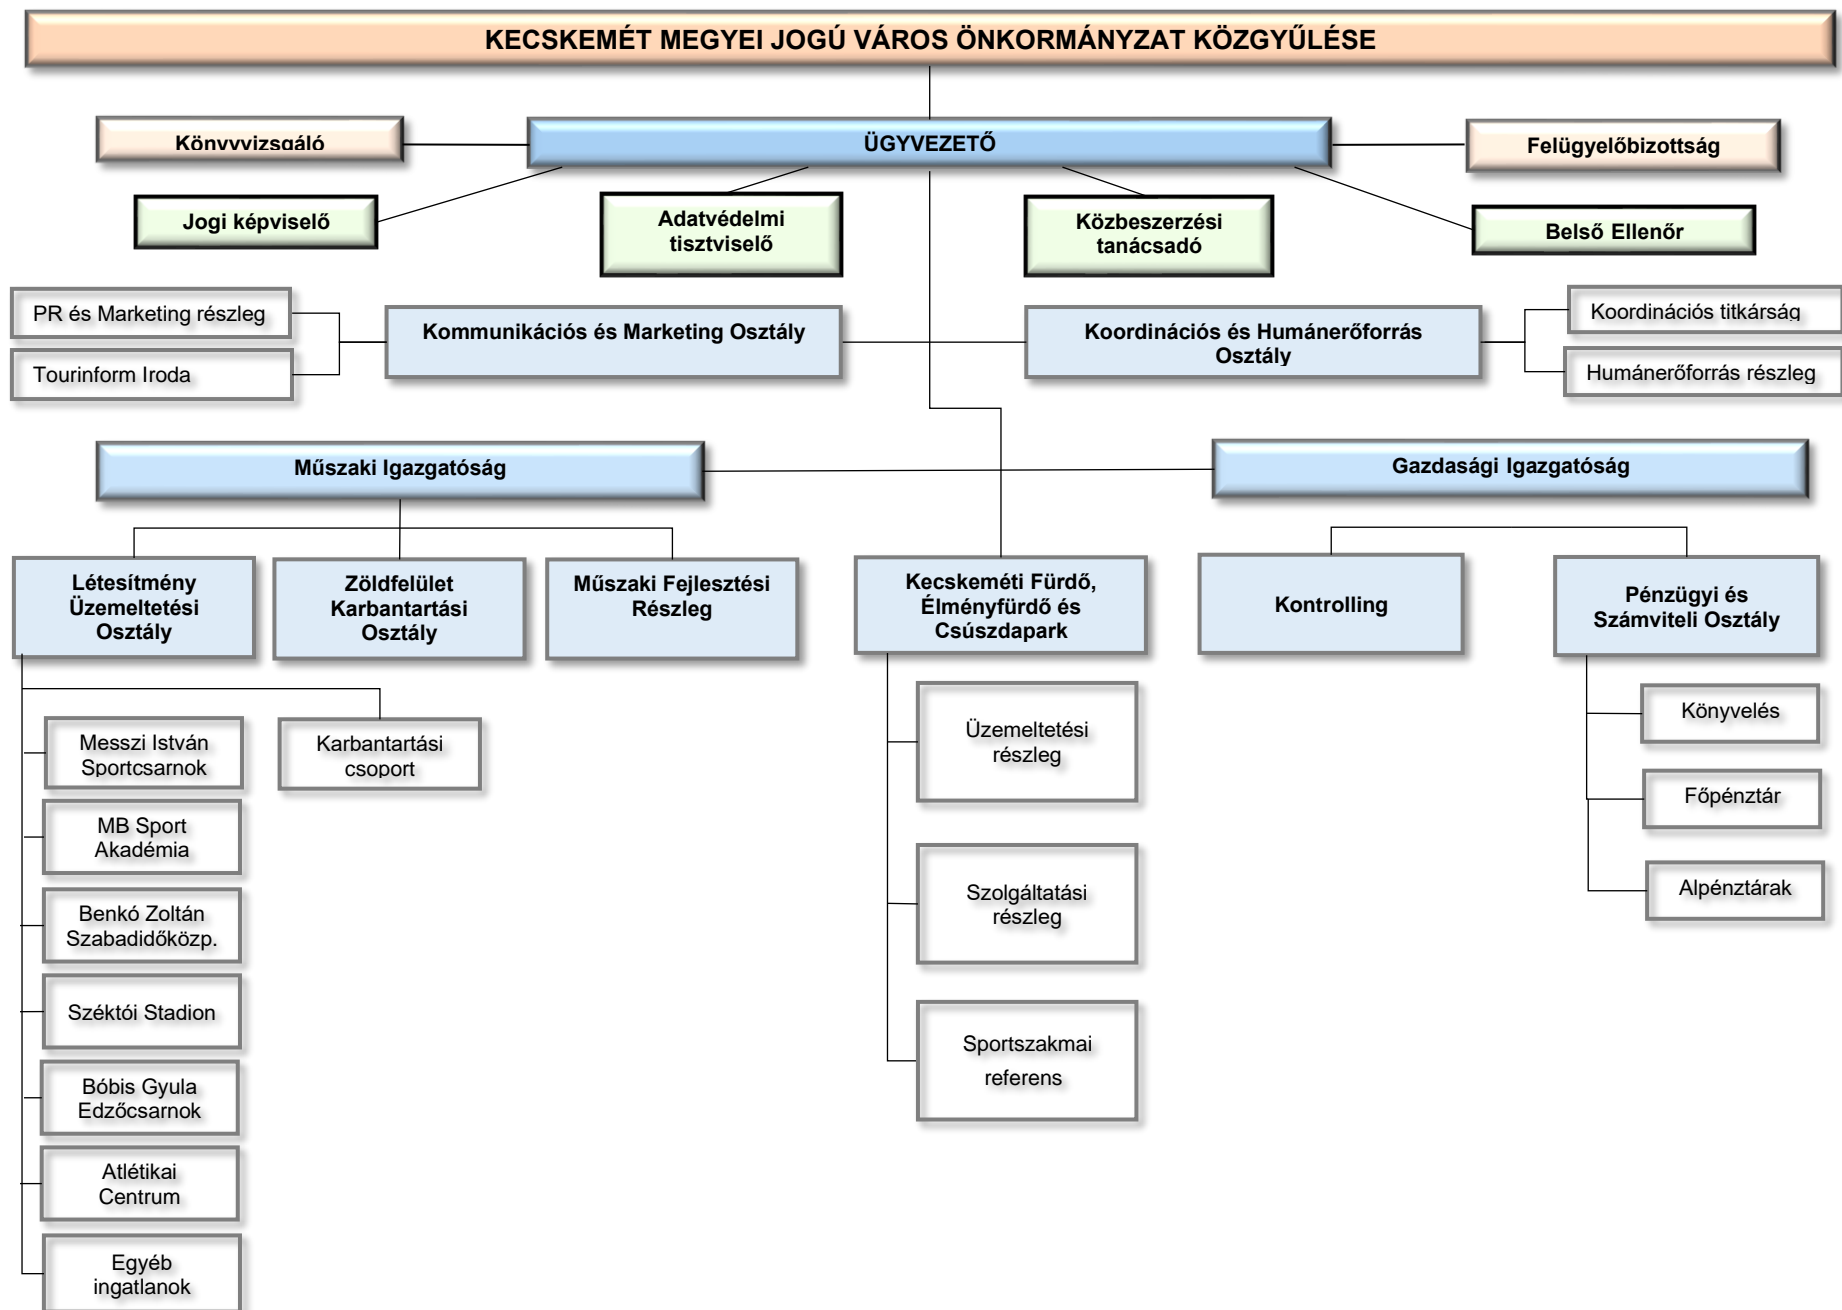 KECSKEMÉT MEGYEI JOGÚ VÁROS ÖNKORMÁNYZAT KÖZGYŰLÉSE
Könyvvizsgáló
ÜGYVEZETŐ
Felügyelőbizottság
Jogi képviselő
Adatvédelmi
tisztviselő
Közbeszerzési
tanácsadó
Belső Ellenőr
PR és Marketing részleg
Tourinform Iroda
Kommunikációs és Marketing Osztály
Koordinációs és Humánerőforrás
Osztály
Koordinációs titkárság
Humánerőforrás részleg
Műszaki Igazgatóság
Gazdasági Igazgatóság
Létesítmény
Üzemeltetési
Osztály
Zöldfelület
Karbantartási
Osztály
Műszaki Fejlesztési
Részleg
Kecskeméti Fürdő,
Élményfürdő és
Csúszdapark
Kontrolling
Pénzügyi és
Számviteli Osztály
Messzi István
Sportcsarnok
Karbantartási
csoport
MB Sport
Akadémia
Benkó Zoltán
Szabadidőközp.
Széktói Stadion
Bóbis Gyula
Edzőcsarnok
Atlétikai
Centrum
Egyéb
ingatlanok
Üzemeltetési
részleg
Szolgáltatási
részleg
Sportszakmai
referens
Könyvelés
Főpénztár
Alpénztárak